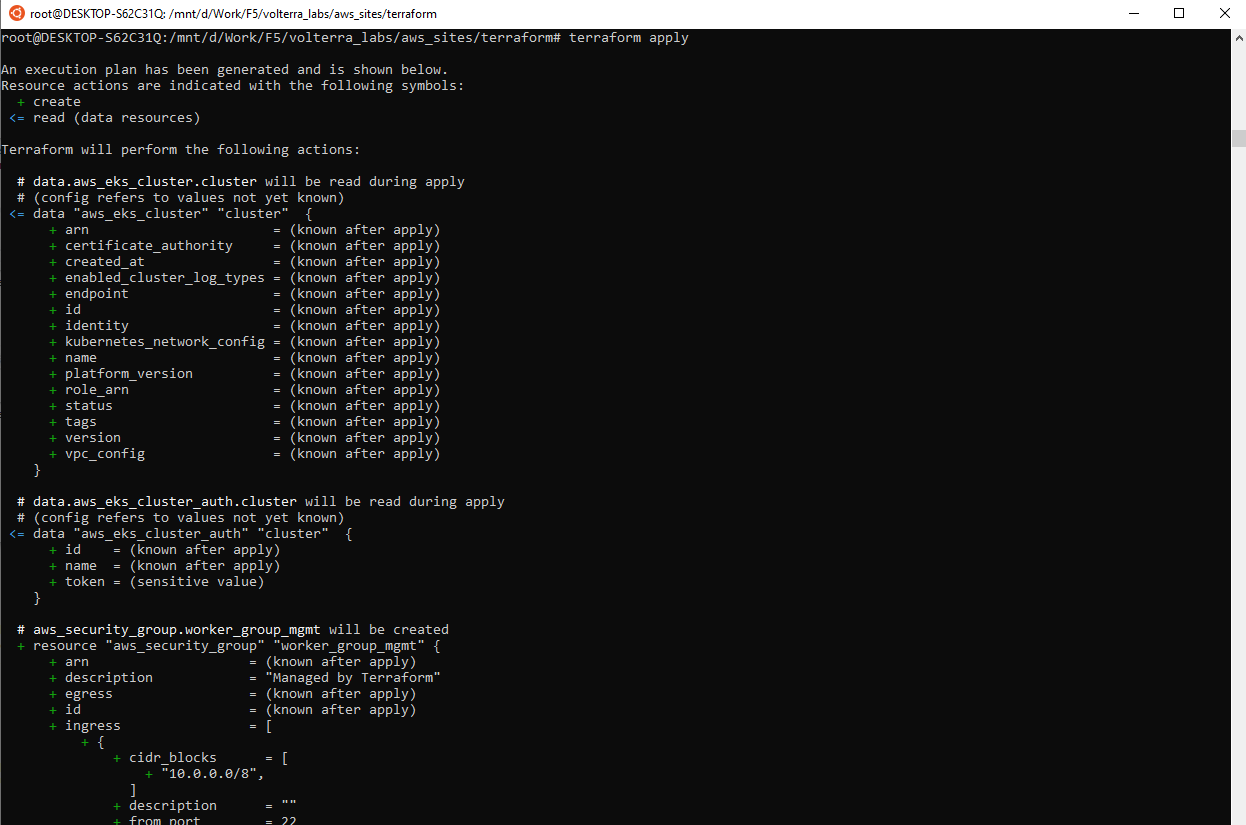 root@DESKTOP-S62C31Q: /mnt/d/Work/F5/volterra_labs/aws_sites/terraform
root@DESKTOP-S62C31Q:/mnt/d/Work/F5/volterra_labs/aws_sites/terraform# terraform apply

An execution plan has been generated and is shown below.
Resource actions are indicated with the following symbols:
  + create
 <= read (data resources)

Terraform will perform the following actions:

  # data.aws_eks_cluster.cluster will be read during apply
  # (config refers to values not yet known)
 <= data "aws_eks_cluster" "cluster"  {
      + arn                       = (known after apply)
      + certificate_authority     = (known after apply)
      + created_at                = (known after apply)
      + enabled_cluster_log_types = (known after apply)
      + endpoint                  = (known after apply)
      + id                        = (known after apply)
      + identity                  = (known after apply)
      + kubernetes_network_config = (known after apply)
      + name                      = (known after apply)
      + platform_version          = (known after apply)
      + role_arn                  = (known after apply)
      + status                    = (known after apply)
      + tags                      = (known after apply)
      + version                   = (known after apply)
      + vpc_config                = (known after apply)
    }

  # data.aws_eks_cluster_auth.cluster will be read during apply
  # (config refers to values not yet known)
 <= data "aws_eks_cluster_auth" "cluster"  {
      + id    = (known after apply)
      + name  = (known after apply)
      + token = (sensitive value)
    }

  # aws_security_group.worker_group_mgmt will be created
  + resource "aws_security_group" "worker_group_mgmt" {
      + arn                    = (known after apply)
      + description            = "Managed by Terraform"
      + egress                 = (known after apply)
      + id                     = (known after apply)
      + ingress                = [
          + {
              + cidr_blocks      = [
                  + "10.0.0.0/8",
                ]
              + description      = ""
              + from_port        = 22